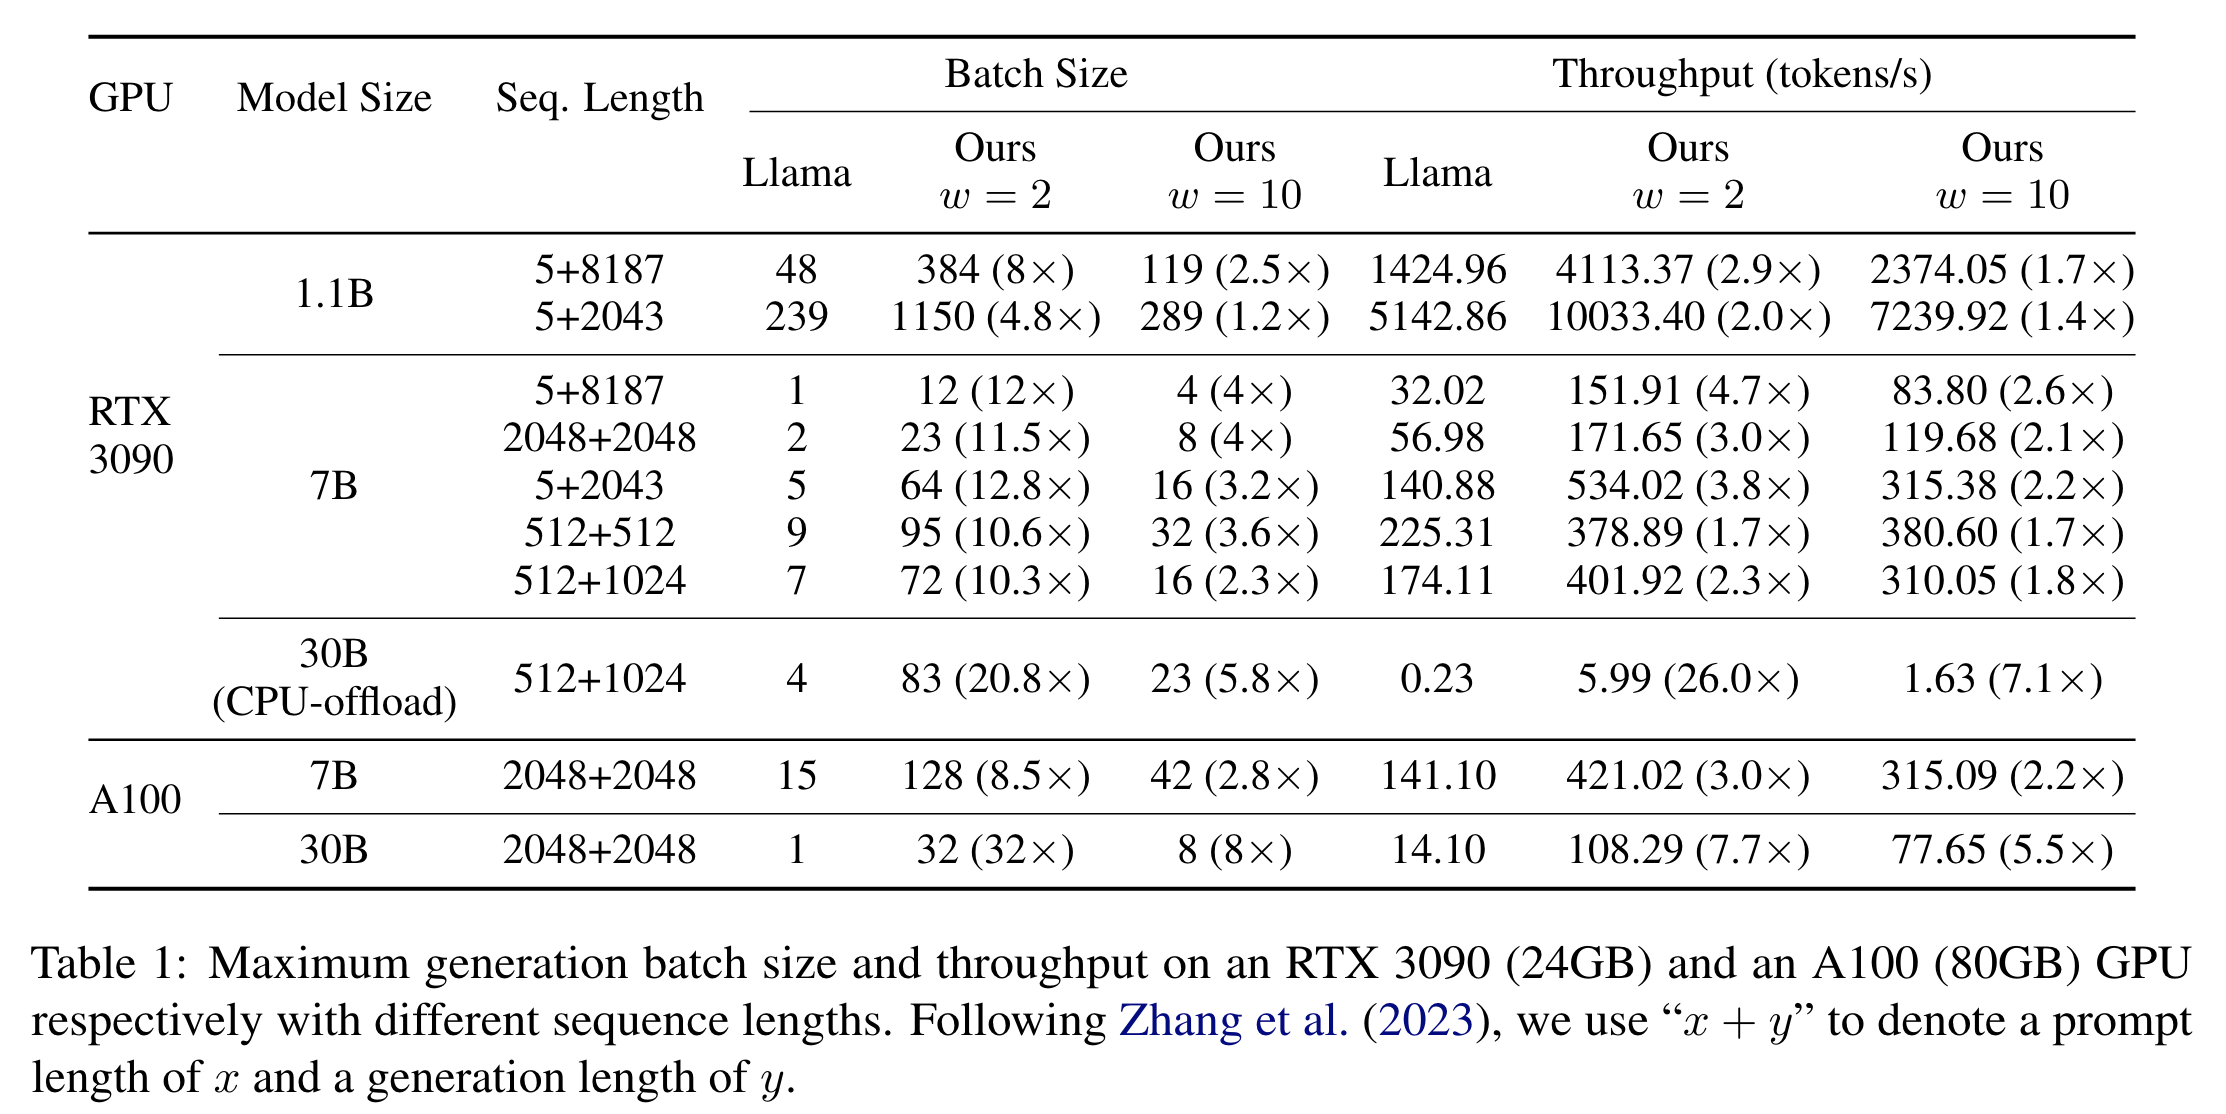 GPU Model Size Seq. Length Batch Size Throughput (tokens/s)
Llama Ours w = 2 Ours w = 10 Llama Ours w = 2 Ours w = 10
RTX 3090 1.1B 5+8187 48 384 (8×) 119 (2.5×) 1424.96 4113.37 (2.9×) 2374.05 (1.7×)
5+2043 239 1150 (4.8×) 289 (1.2×) 5142.86 10033.40 (2.0×) 7239.92 (1.4×)
7B 5+8187 1 12 (12×) 4 (4×) 32.02 151.91 (4.7×) 83.80 (2.6×)
2048+2048 2 23 (11.5×) 8 (4×) 56.98 171.65 (3.0×) 119.68 (2.1×)
5+2043 5 64 (12.8×) 16 (3.2×) 140.88 534.02 (3.8×) 315.38 (2.2×)
512+512 9 95 (10.6×) 32 (3.6×) 225.31 378.89 (1.7×) 380.60 (1.7×)
512+1024 7 72 (10.3×) 16 (2.3×) 174.11 401.92 (2.3×) 310.05 (1.8×)
30B (CPU-offload) 512+1024 4 83 (20.8×) 23 (5.8×) 0.23 5.99 (26.0×) 1.63 (7.1×)
A100 7B 2048+2048 15 128 (8.5×) 42 (2.8×) 141.10 421.02 (3.0×) 315.09 (2.2×)
30B 2048+2048 1 32 (32×) 8 (8×) 14.10 108.29 (7.7×) 77.65 (5.5×)
Table 1: Maximum generation batch size and throughput on an RTX 3090 (24GB) and an A100 (80GB) GPU
respectively with different sequence lengths. Following Zhang et al. (2023), we use “x + y” to denote a prompt
length of x and a generation length of y.